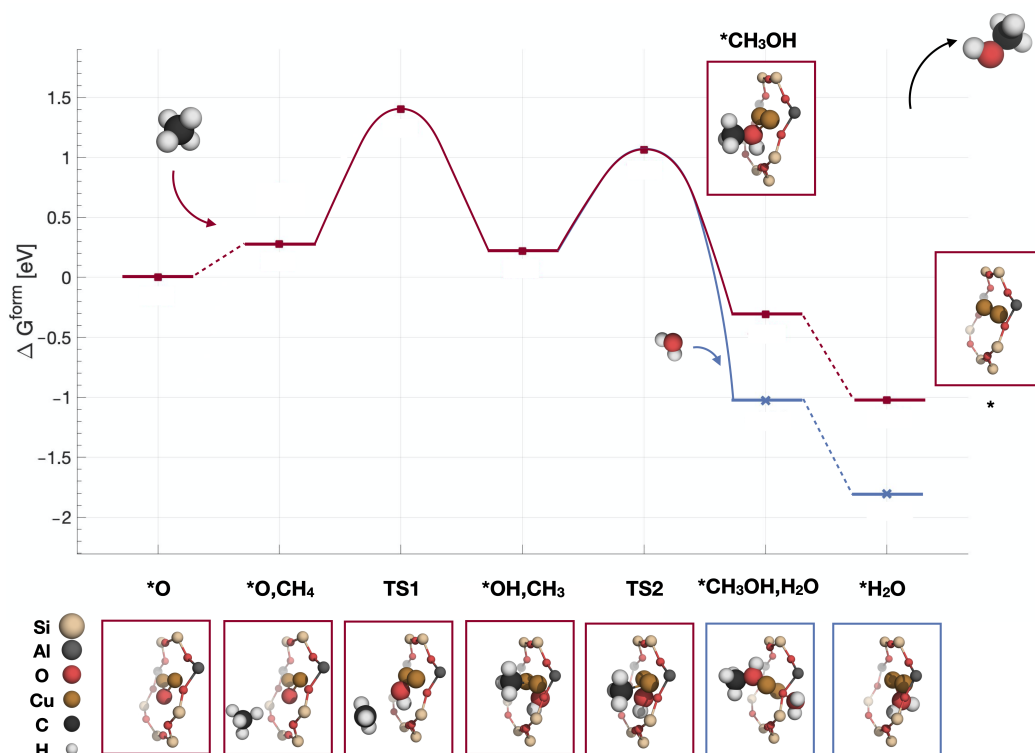 *CH₃OH
1.5
1
0.5
0
−0.5
−1
−1.5
−2
Δ G^form [eV]
*
*O
*O,CH₄
TS1
*OH,CH₃
TS2
*CH₃OH,H₂O
*H₂O
Si
Al
O
Cu
C
H